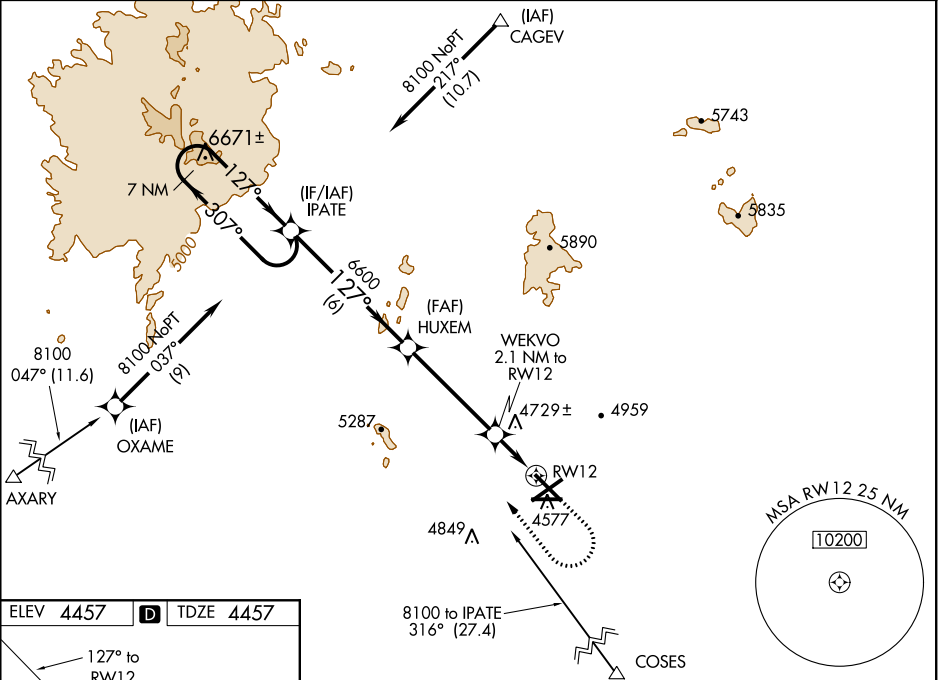 (IAF)
CAGEV
8100 NoPT
217°
(10.7)
5743
6671±
7 NM
127°
307°
(IF/IAF)
IPATE
5835
5890
5000
6600
127°
(6)
(FAF)
HUXEM
8100 NoPT
037°
(9)
8100
047° (11.6)
WEKVO
2.1 NM to
RW12
(IAF)
OXAME
5287
4729±
4959
AXARY
RW12
MSA RW12 25 NM
10200
4577
4849
8100 to IPATE
316° (27.4)
COSES
ELEV 4457 D TDZE 4457
127° to
RW12